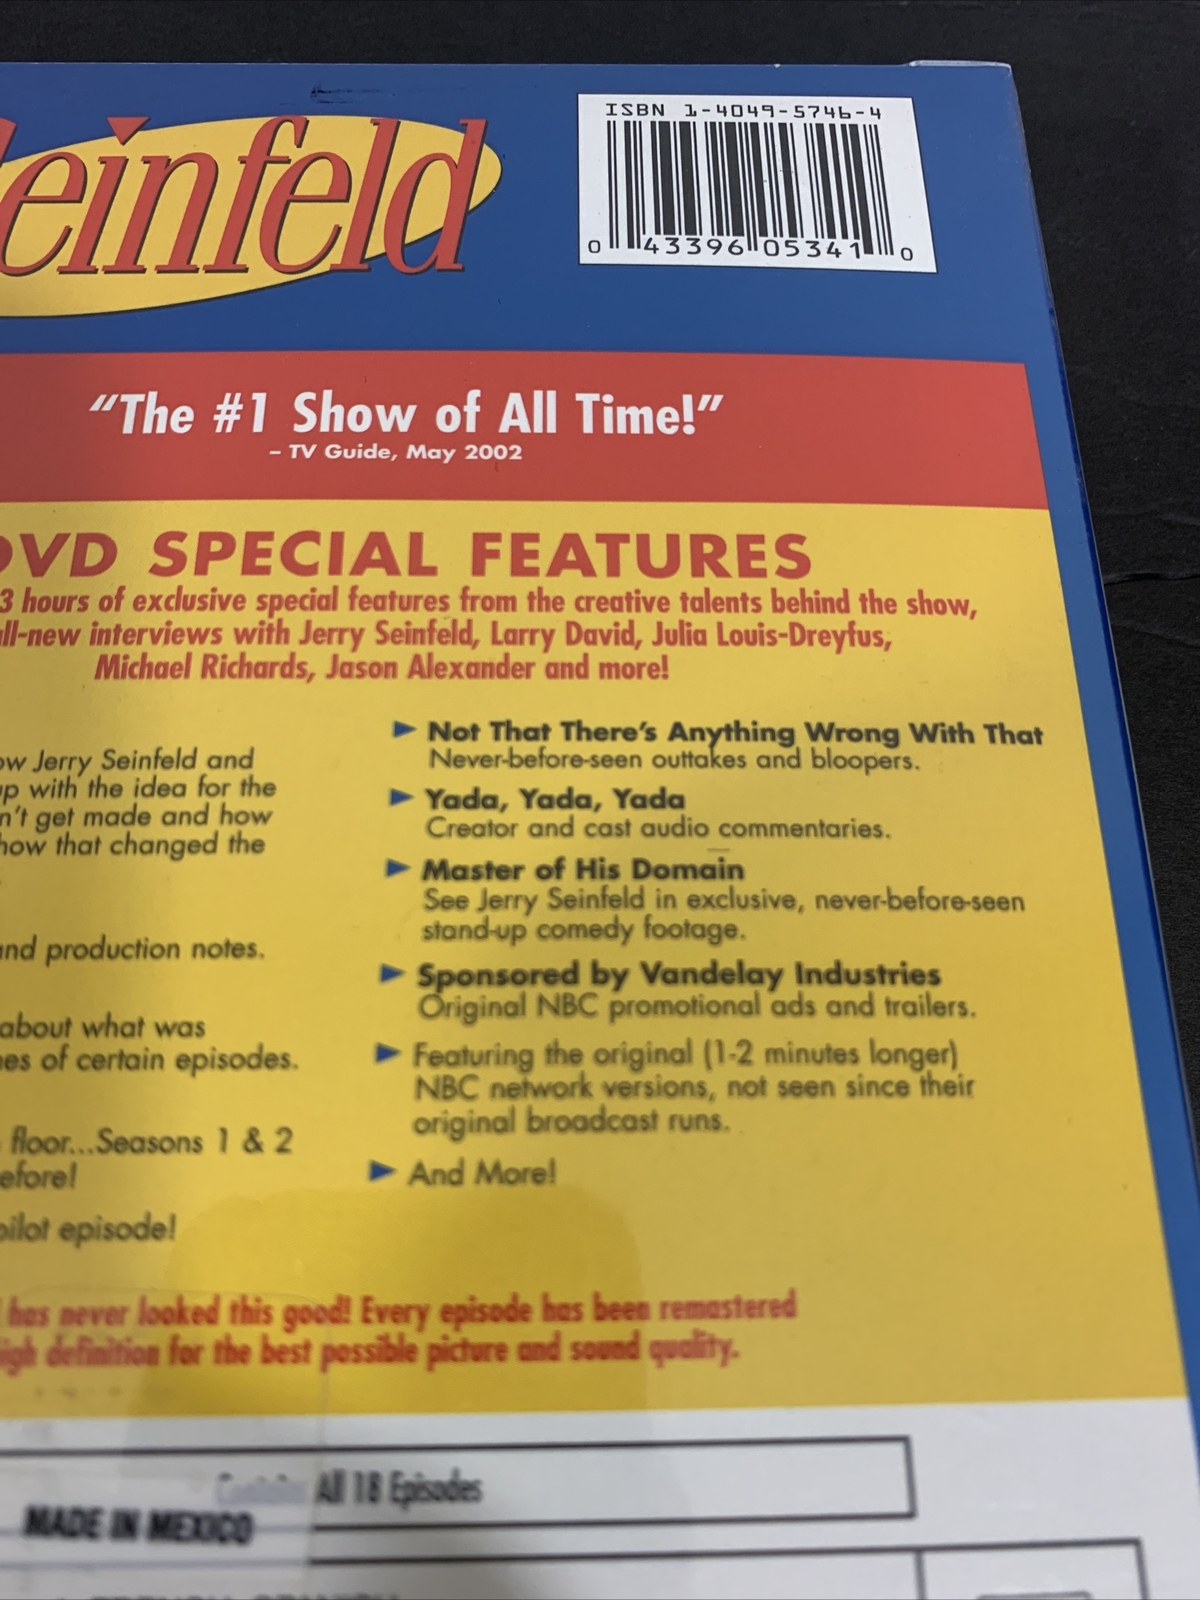 einfeld
ISBN 1-4049-5746-4
0 43396 05341 0
“The #1 Show of All Time!”
– TV Guide, May 2002
DVD SPECIAL FEATURES
3 hours of exclusive special features from the creative talents behind the show,
ll-new interviews with Jerry Seinfeld, Larry David, Julia Louis-Dreyfus,
Michael Richards, Jason Alexander and more!
ow Jerry Seinfeld and
up with the idea for the
n't get made and how
how that changed the
and production notes.
about what was
es of certain episodes.
floor...Seasons 1 & 2
efore!
pilot episode!
► Not That There's Anything Wrong With That
Never-before-seen outtakes and bloopers.
► Yada, Yada, Yada
Creator and cast audio commentaries.
► Master of His Domain
See Jerry Seinfeld in exclusive, never-before-seen
stand-up comedy footage.
► Sponsored by Vandelay Industries
Original NBC promotional ads and trailers.
► Featuring the original (1-2 minutes longer)
NBC network versions, not seen since their
original broadcast runs.
► And More!
has never looked this good! Every episode has been remastered
igh definition for the best possible picture and sound quality.
Contains All 18 Episodes
MADE IN MEXICO